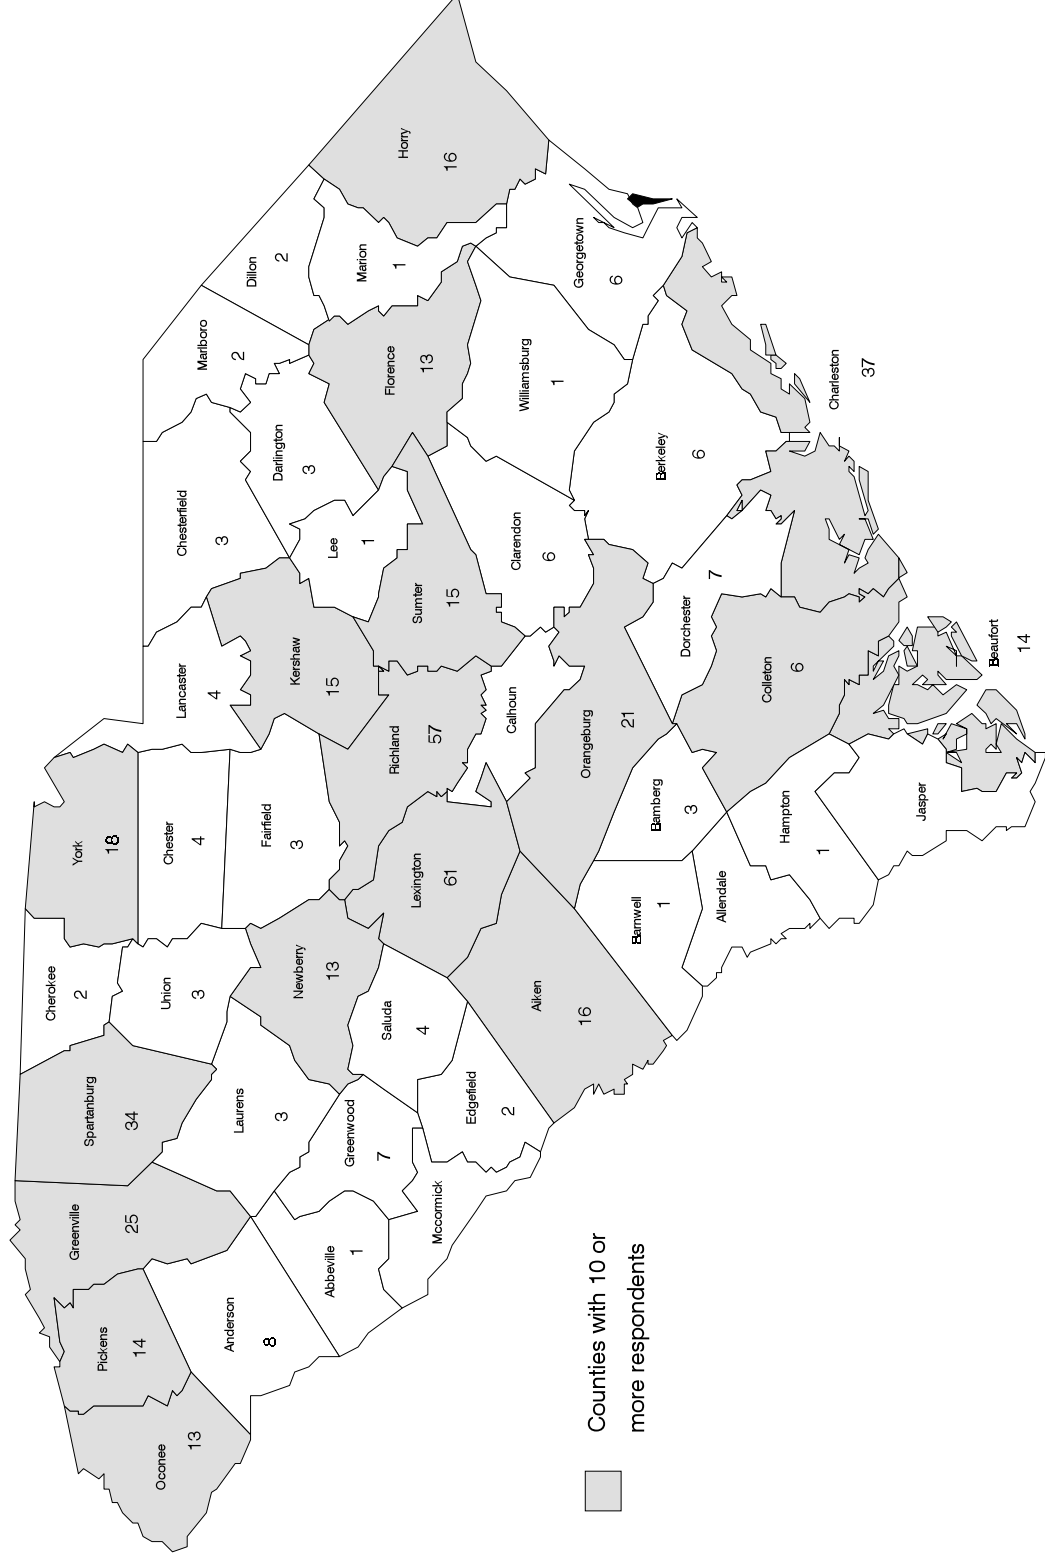 Oconee
13
Pickens
14
Greenville
25
Spartanburg
34
Cherokee
2
York
18
Anderson
8
Abbeville
1
Laurens
3
Union
3
Chester
4
Lancaster
4
Chesterfield
3
Marlboro
2
Dillon
2
Greenwood
7
Newberry
13
Fairfield
3
Kershaw
15
Lee
1
Darlington
3
Marion
1
Horry
16
Mccormick
Edgefield
2
Saluda
4
Lexington
61
Richland
57
Sumter
15
Florence
13
Aiken
16
Calhoun
Clarendon
6
Williamsburg
1
Georgetown
6
Orangeburg
21
Barnwell
1
Bamberg
3
Dorchester
7
Berkeley
6
Allendale
Hampton
1
Colleton
6
Charleston
37
Jasper
Beaufort
14
Counties with 10 or
more respondents